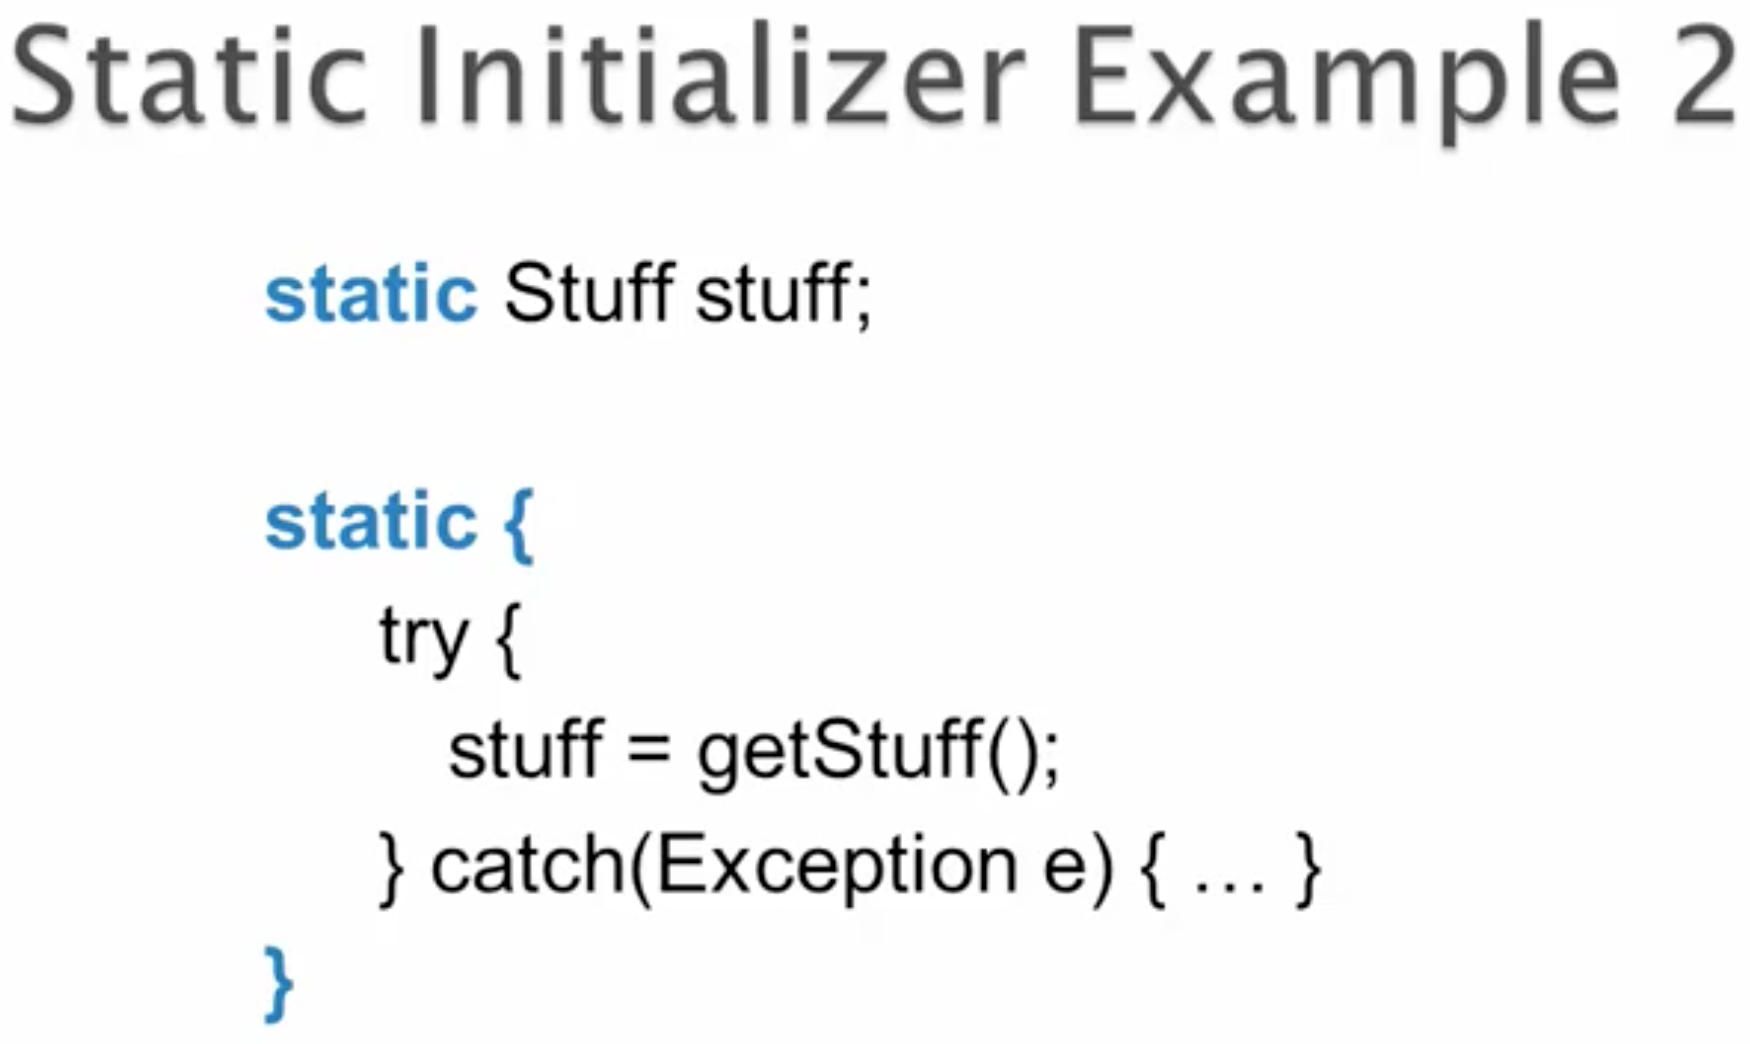 Static Initializer Example 2
static Stuff stuff;
static {
try {
stuff = getStuff();
} catch(Exception e) { ... }
}